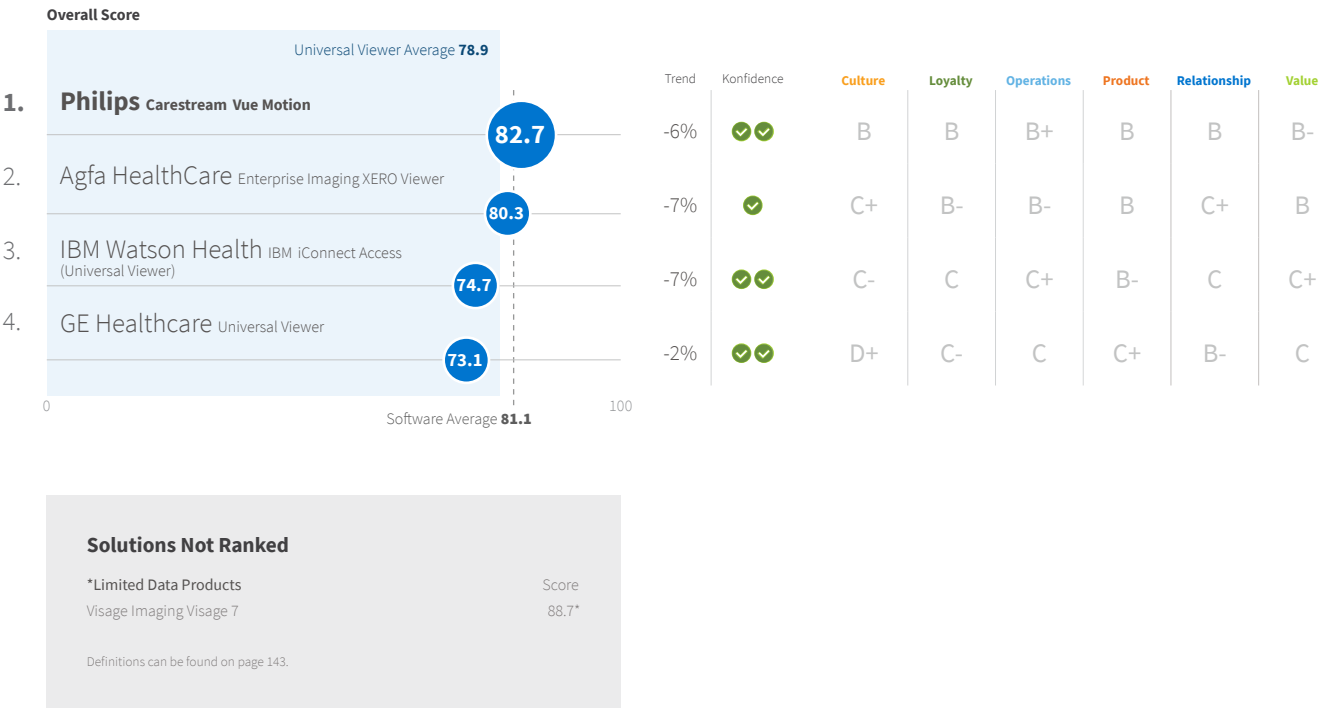 Overall Score
Universal Viewer Average 78.9
Trend Konfidence Culture Loyalty Operations Product Relationship Value
1. Philips Carestream Vue Motion
82.7
-6% B B B+ B B B-
2. Agfa HealthCare Enterprise Imaging XERO Viewer
80.3
-7% C+ B- B- B C+ B
3. IBM Watson Health IBM iConnect Access
(Universal Viewer)
74.7
-7% C- C C+ B- C C+
4. GE Healthcare Universal Viewer
73.1
-2% D+ C- C C+ B- C
0 100
Software Average 81.1
Solutions Not Ranked
*Limited Data Products Score
Visage Imaging Visage 7 88.7*
Definitions can be found on page 143.